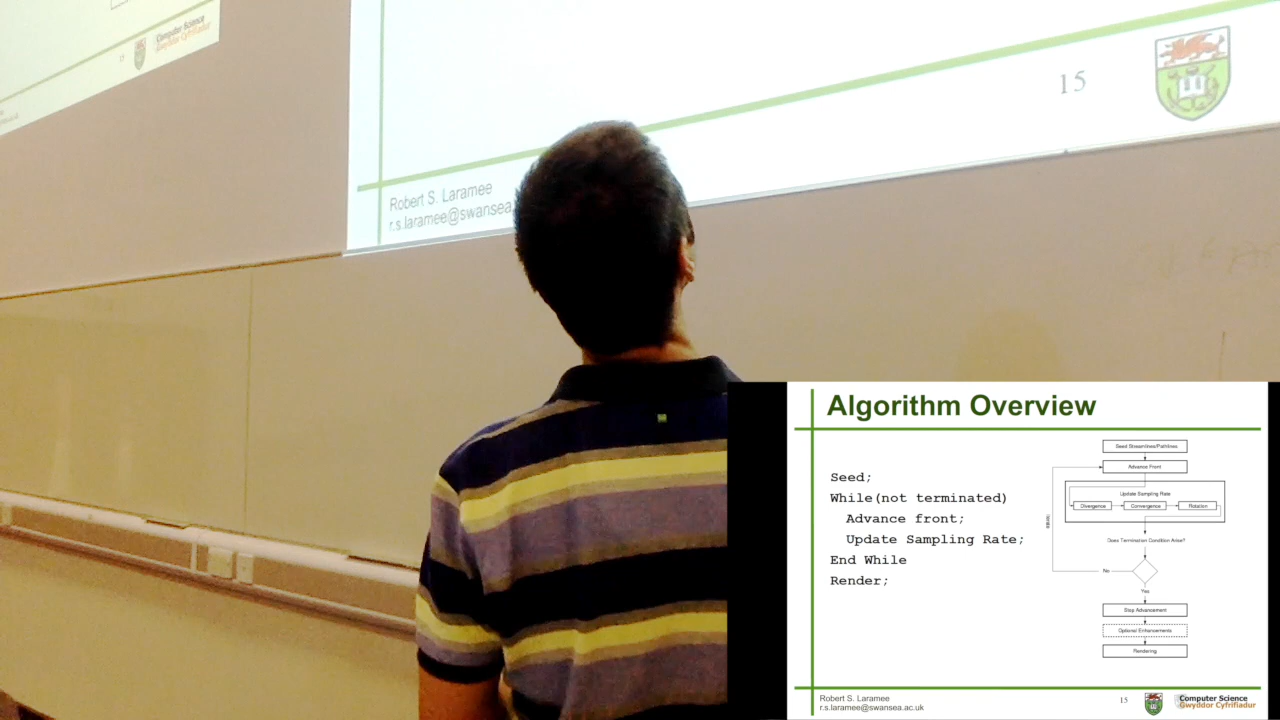 15
Computer Science
Gwyddor Cyfrifiadur
15
Robert S. Laramee
r.s.laramee@swansea.
Algorithm Overview
Seed;
While(not terminated)
Advance front;
Update Sampling Rate;
End While
Render;
Seed Streamlines/Pathlines
Advance Front
Update Sampling Rate
Divergence
Convergence
Rotation
Does Termination Condition Arise?
No
Yes
Stop Advancement
Optional Enhancements
Rendering
Robert S. Laramee
r.s.laramee@swansea.ac.uk
15
Computer Science
Gwyddor Cyfrifiadur